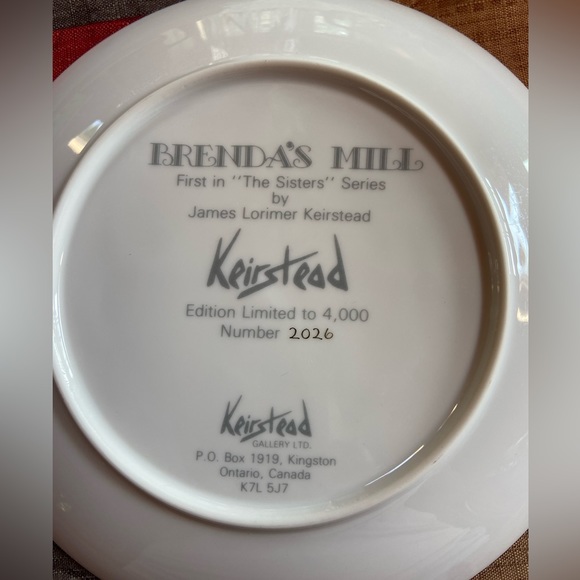 BRENDA'S MILL
First in "The Sisters" Series
by
James Lorimer Keirstead
Keirstead
Edition Limited to 4,000
Number 2026
Keirstead
GALLERY LTD.
P.O. Box 1919, Kingston
Ontario, Canada
K7L 5J7